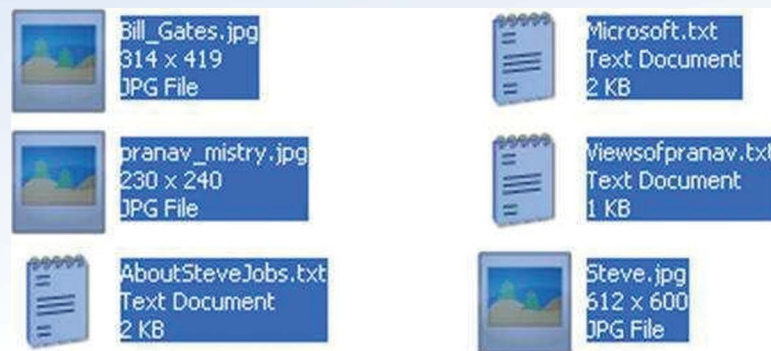 Bill_Gates.jpg
314 x 419
JPG File
Microsoft.txt
Text Document
2 KB
pranav_mistry.jpg
230 x 240
JPG File
Viewsofpranav.txt
Text Document
1 KB
AboutSteveJobs.txt
Text Document
2 KB
Steve.jpg
612 x 600
JPG File